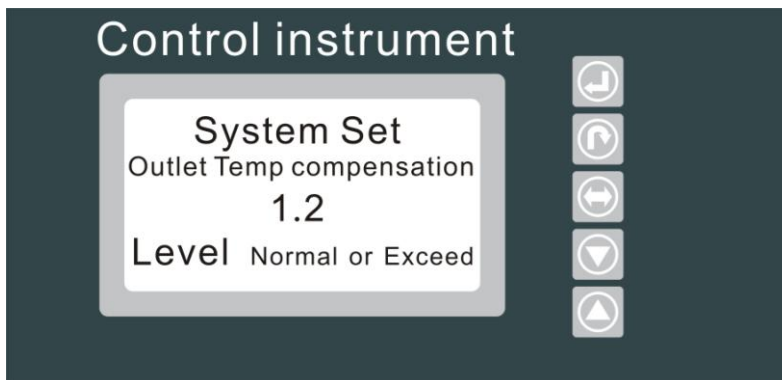 Control instrument
System Set
Outlet Temp compensation
1.2
Level Normal or Exceed